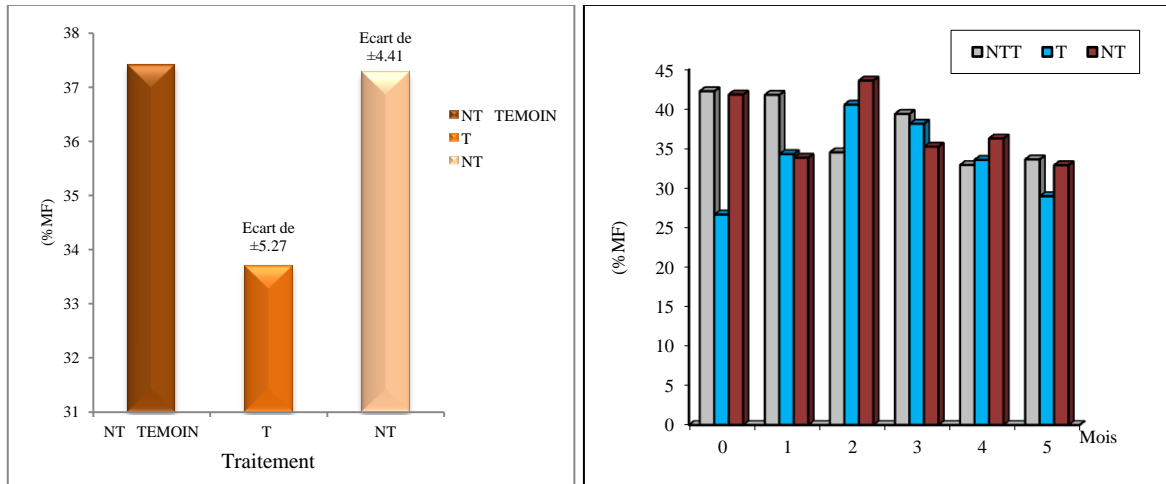 38
37
36
35
34
33
32
31
(% MF)
Ecart de
±5.27
Ecart de
±4.41
NT TEMOIN
T
NT
NT TEMOIN
T
NT
Traitement
NTT
T
NT
45
40
35
30
25
20
15
10
5
0
(% MF)
0
1
2
3
4
5
Mois